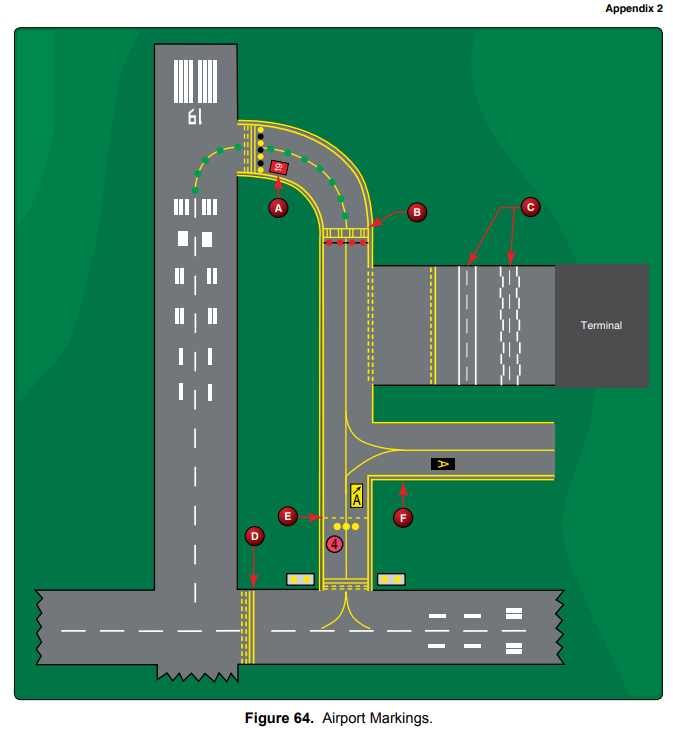 Appendix 2
19
19
A
B
C
Terminal
A
A
E
F
D
4
Figure 64. Airport Markings.